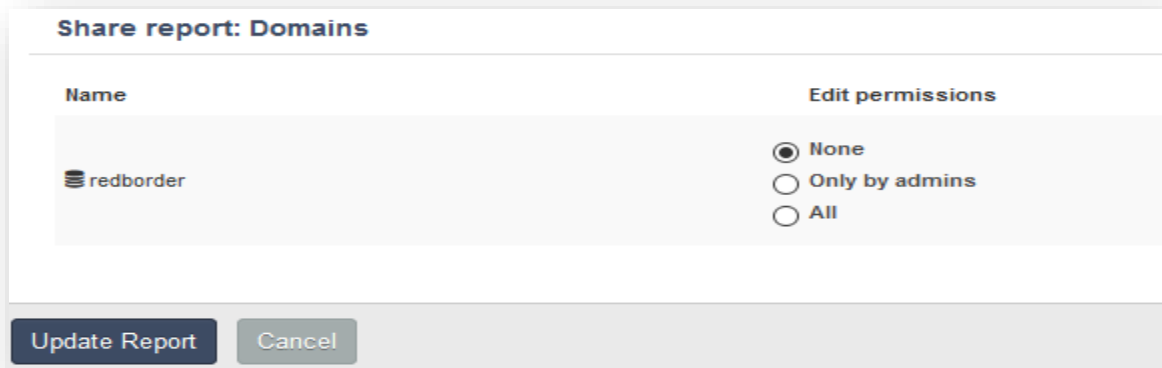 Share report: Domains
Name Edit permissions
None
redborder
Only by admins
All
Update Report Cancel